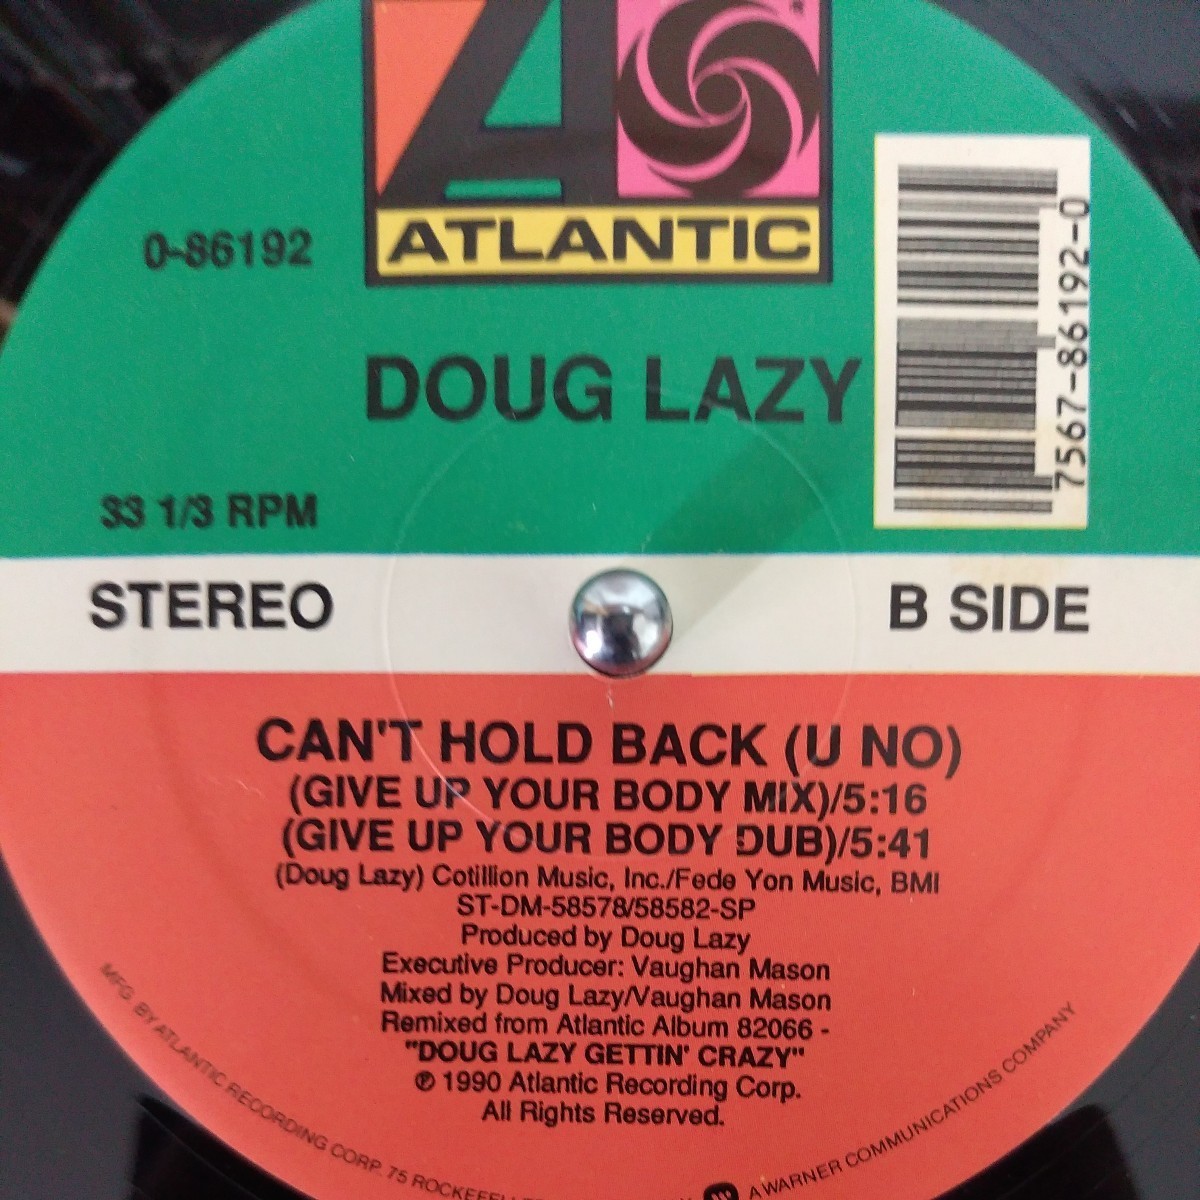 ATLANTIC
0-86192
7567-86192-0
DOUG LAZY
33 1/3 RPM
STEREO
B SIDE
CAN'T HOLD BACK (U NO)
(GIVE UP YOUR BODY MIX)/5:16
(GIVE UP YOUR BODY DUB)/5:41
(Doug Lazy) Cotillion Music, Inc./Fede Yon Music, BMI
ST-DM-58578/58582-SP
Produced by Doug Lazy
Executive Producer: Vaughan Mason
Mixed by Doug Lazy/Vaughan Mason
Remixed from Atlantic Album 82066 -
"DOUG LAZY GETTIN' CRAZY"
℗ 1990 Atlantic Recording Corp.
All Rights Reserved.
MFG. BY ATLANTIC RECORDING CORP. 75
A WARNER COMMUNICATIONS COMPANY